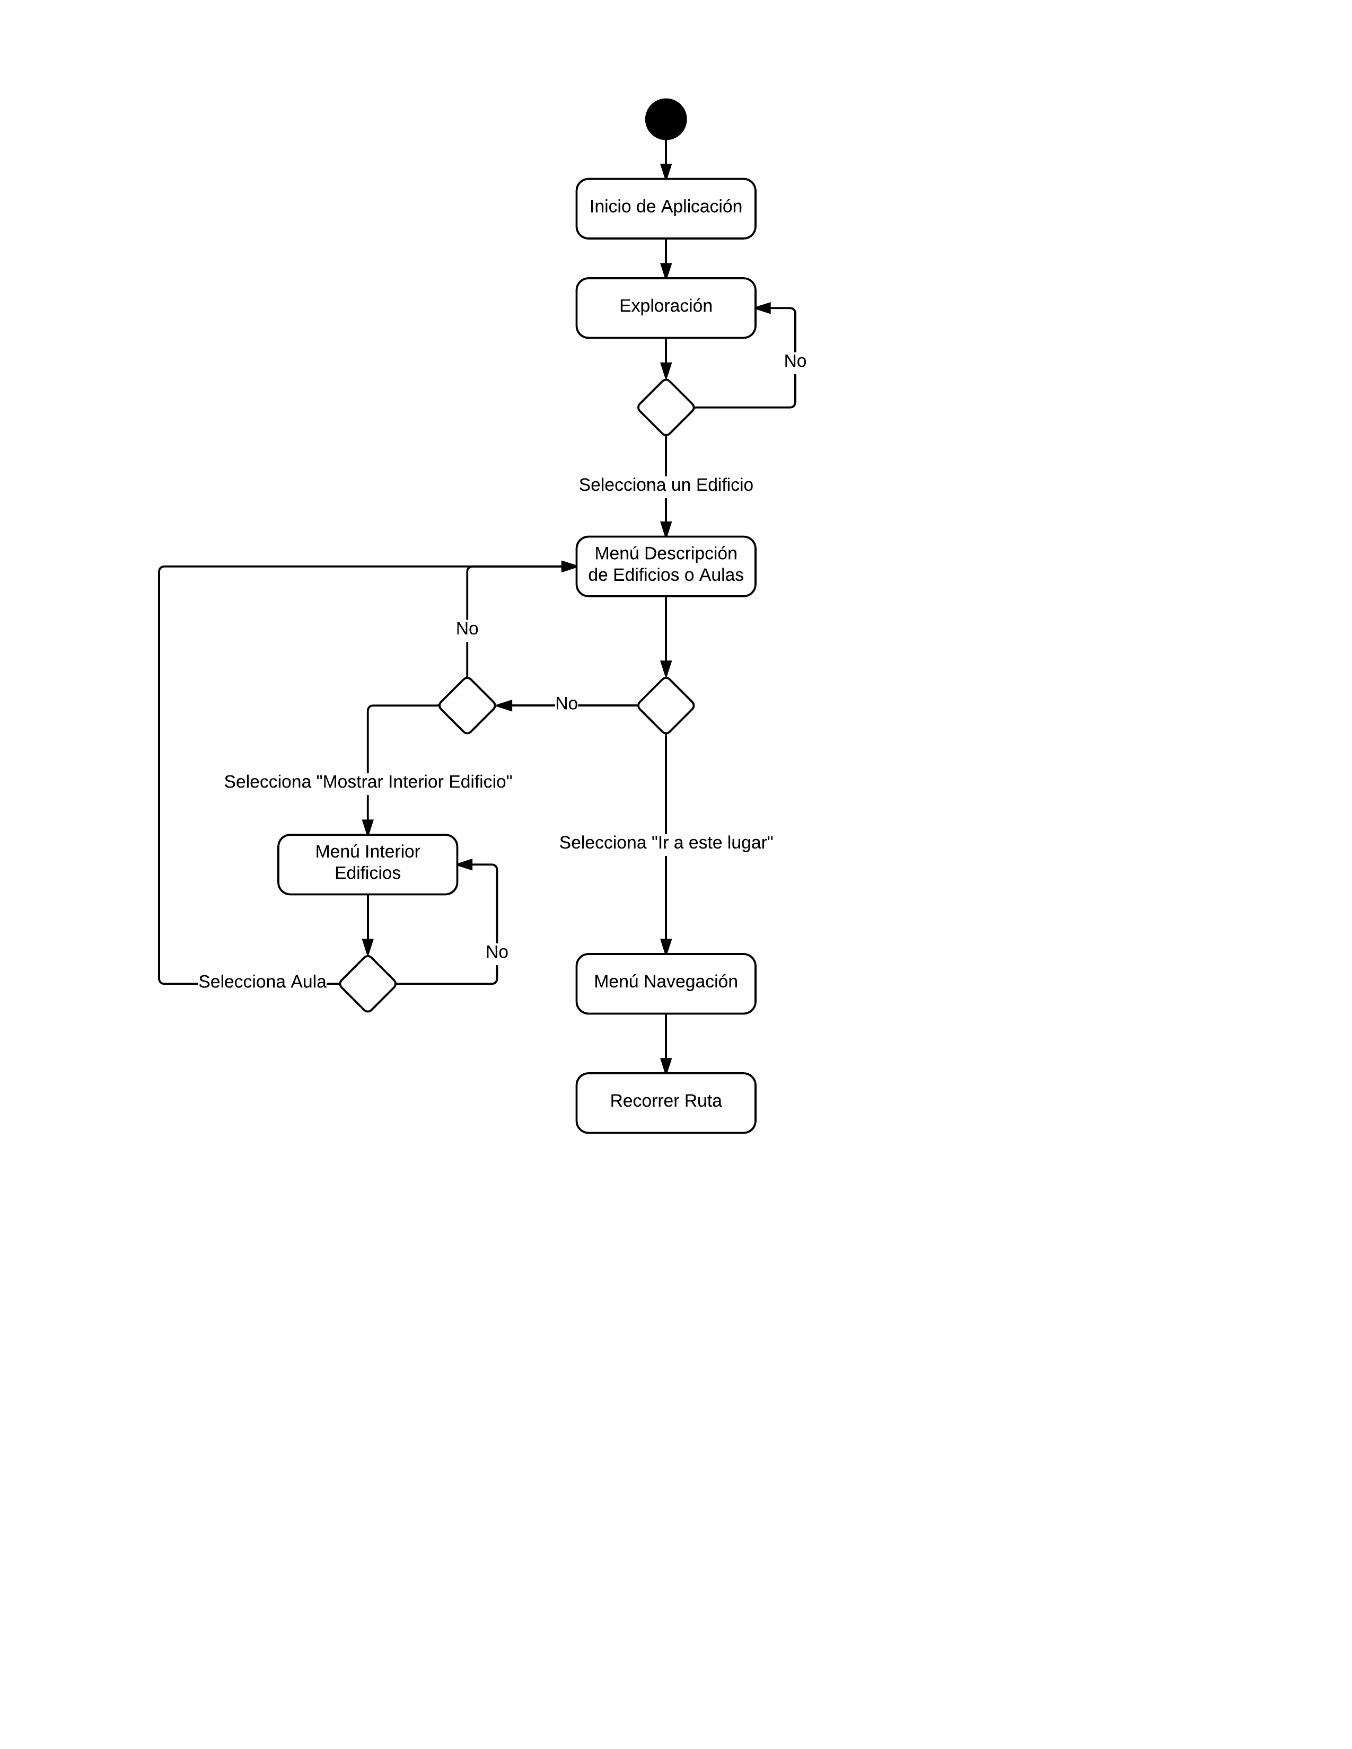 Inicio de Aplicación
Exploración
No
Selecciona un Edificio
Menú Descripción
de Edificios o Aulas
No
No
Selecciona "Mostrar Interior Edificio"
Selecciona "Ir a este lugar"
Menú Interior
Edificios
No
Selecciona Aula
Menú Navegación
Recorrer Ruta